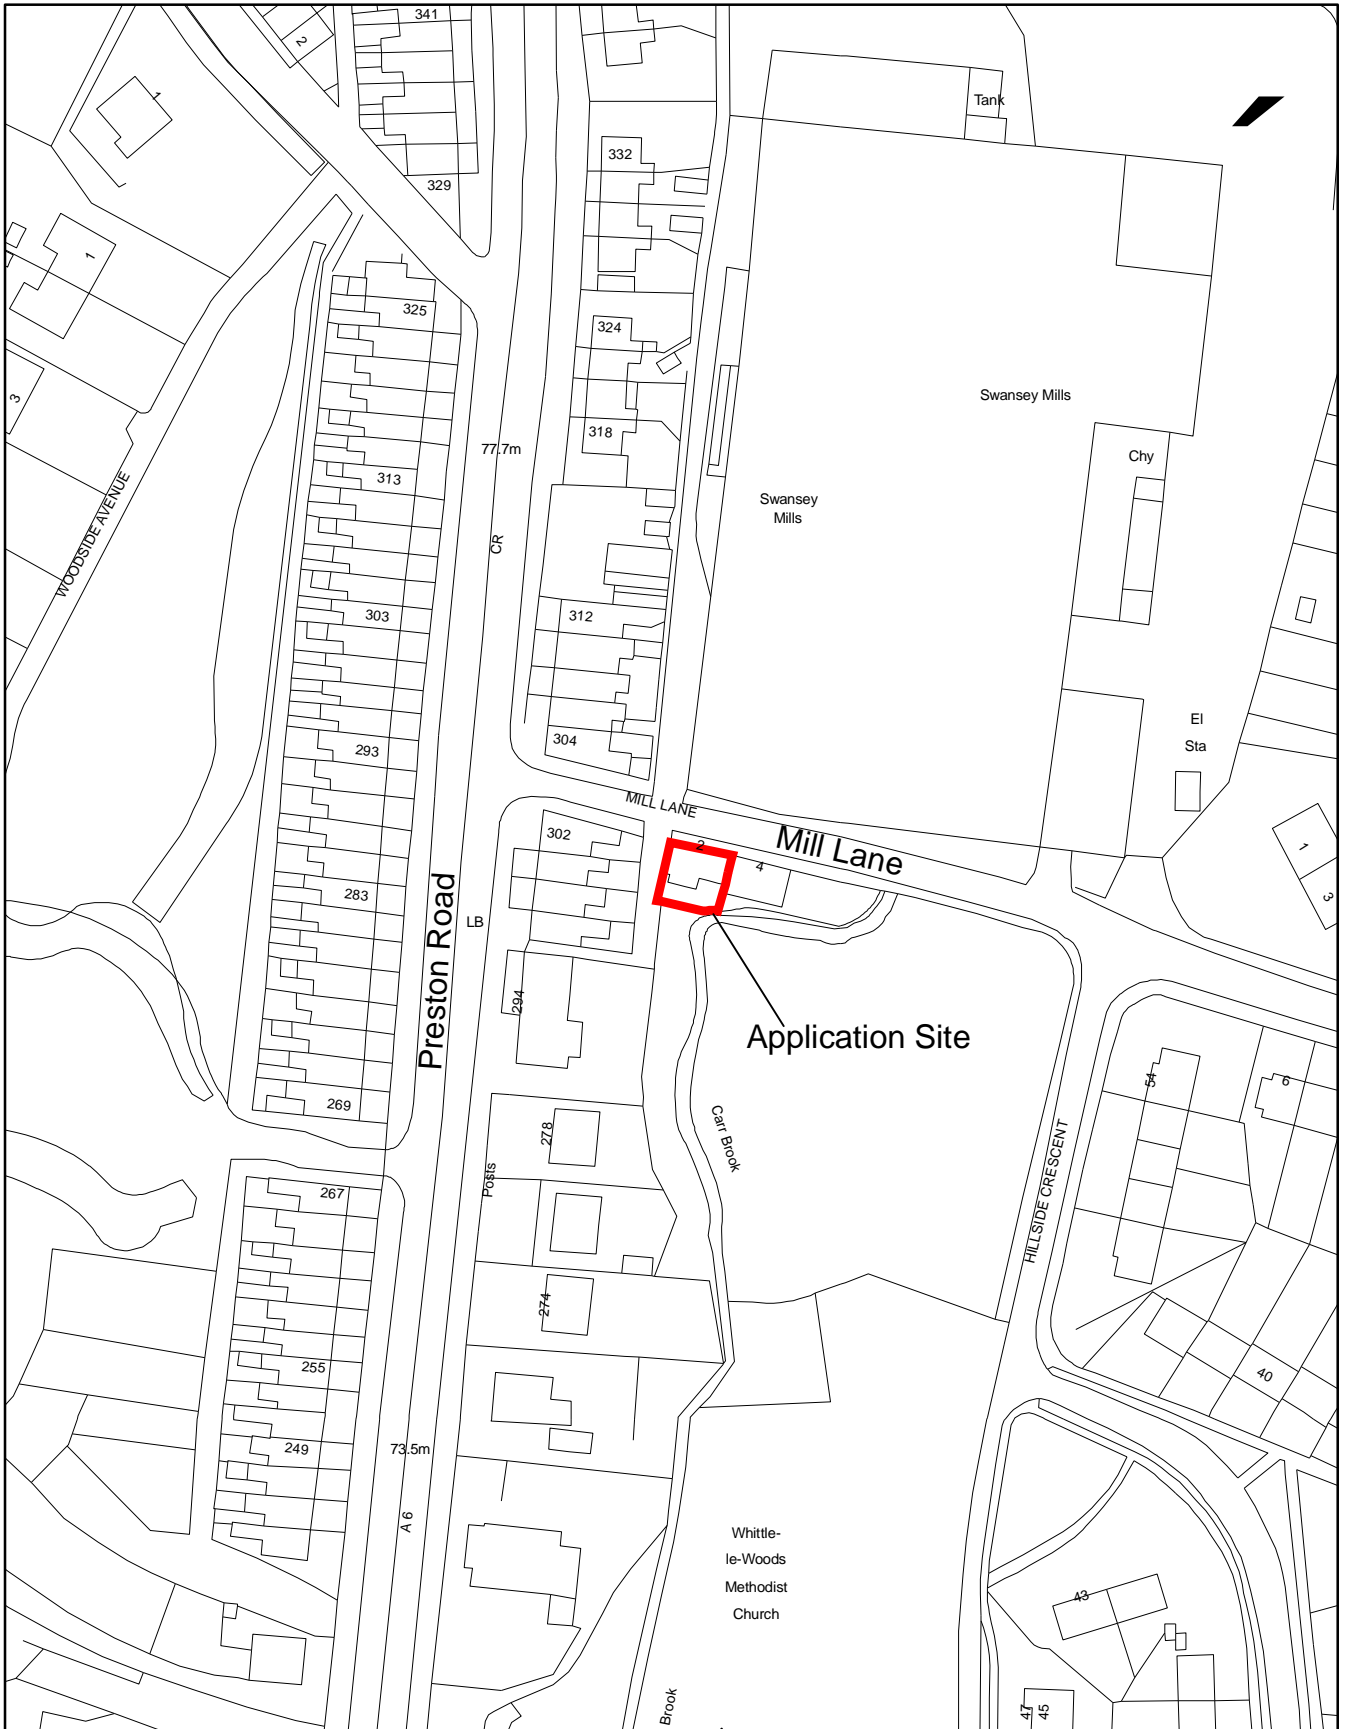 341
2
1
Tank
332
329
1
325
324
3
Swansey Mills
318
77.7m
Chy
313
Swansey
Mills
WOODSIDE AVENUE
CR
303
312
El
Sta
293
304
MILL LANE
302
Mill Lane
2
4
1
3
283
Preston Road
LB
294
Application Site
54
6
269
278
Carr Brook
HILLSIDE CRESCENT
Posts
267
274
255
40
249
73.5m
A 6
Whittle-
le-Woods
Methodist
Church
43
Brook
47
45